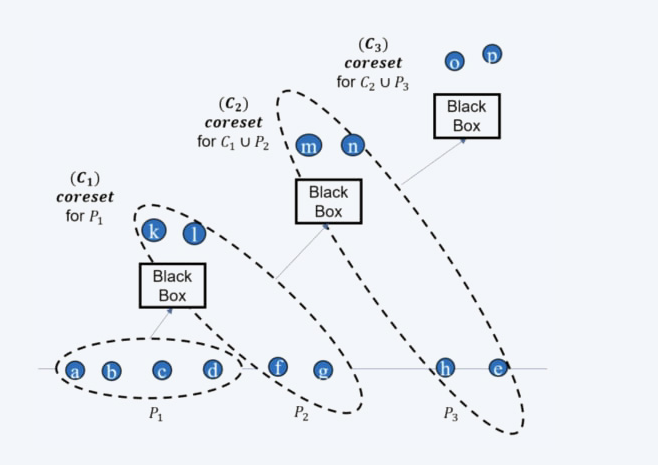 (C₃)
coreset
for C₂ ∪ P₃
o p
Black
Box
(C₂)
coreset
for C₁ ∪ P₂
m n
Black
Box
(C₁)
coreset
for P₁
k l
Black
Box
a b c d f g h e
P₁ P₂ P₃